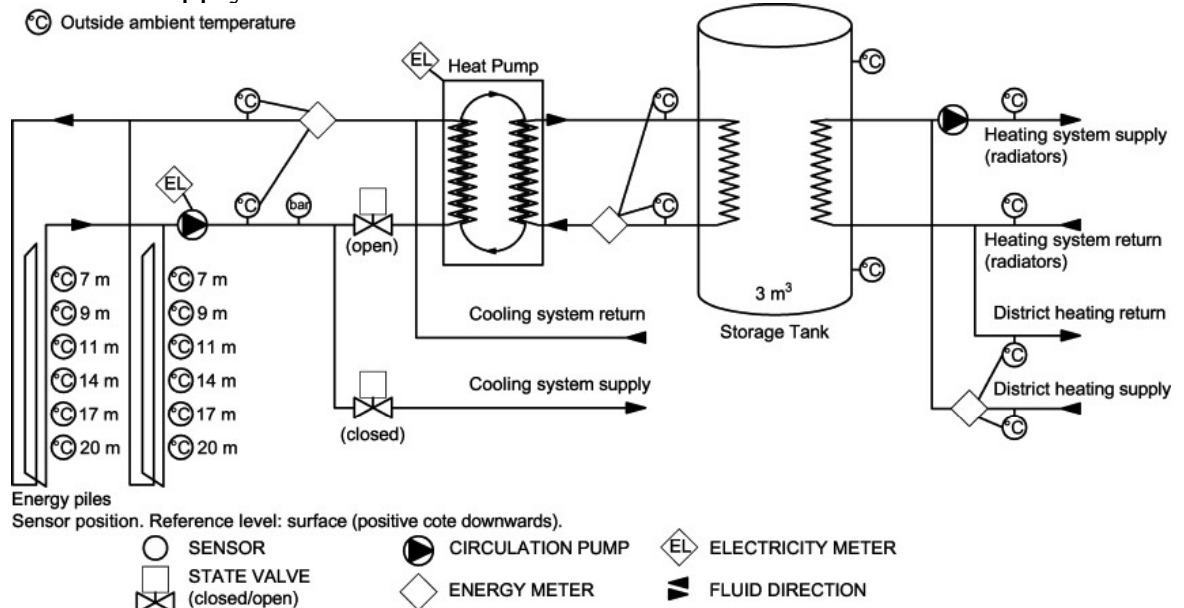 °C Outside ambient temperature
EL
Heat Pump
°C
°C
°C
°C
Heating system supply
(radiators)
EL
°C
bar
°C
°C
(open)
Heating system return
(radiators)
°C 7 m
°C 7 m
°C
°C 9 m
°C 9 m
3 m³
Cooling system return
District heating return
°C 11 m
°C 11 m
Storage Tank
°C
°C 14 m
°C 14 m
Cooling system supply
District heating supply
°C 17 m
°C 17 m
°C
(closed)
°C 20 m
°C 20 m
Energy piles
Sensor position. Reference level: surface (positive cote downwards).
SENSOR
CIRCULATION PUMP
EL ELECTRICITY METER
STATE VALVE
(closed/open)
ENERGY METER
FLUID DIRECTION